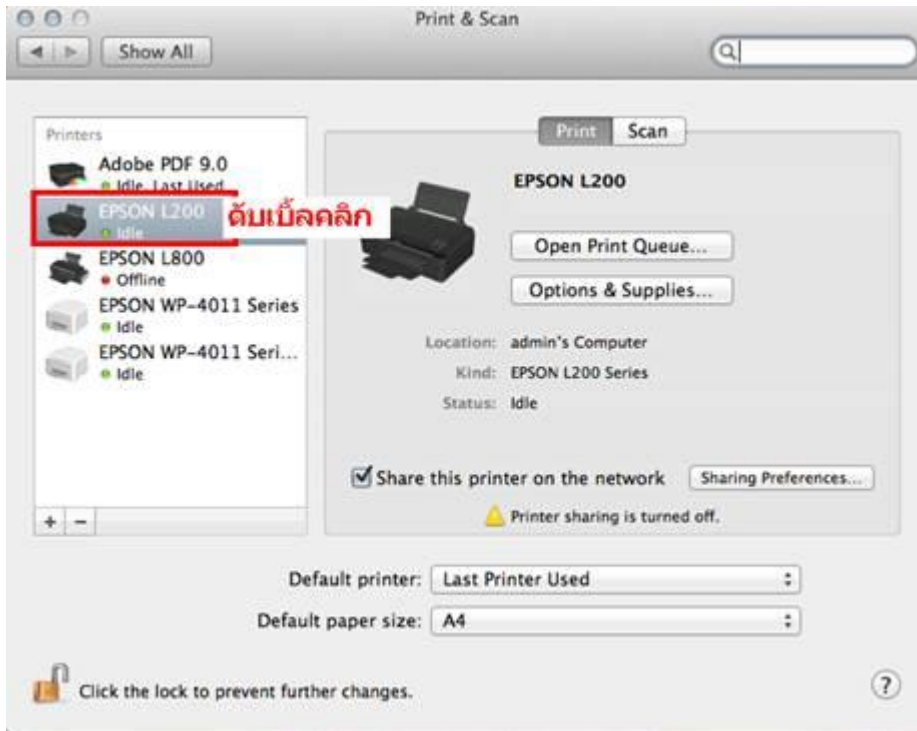 Print & Scan
Show All
Printers
Adobe PDF 9.0
Idle, Last Used
EPSON L200
Idle
ดับเบิ้ลคลิก
EPSON L800
Offline
EPSON WP-4011 Series
Idle
EPSON WP-4011 Seri...
Idle
+ −
Print Scan
EPSON L200
Open Print Queue...
Options & Supplies...
Location: admin's Computer
Kind: EPSON L200 Series
Status: Idle
Share this printer on the network Sharing Preferences...
Printer sharing is turned off.
Default printer: Last Printer Used
Default paper size: A4
Click the lock to prevent further changes.
?